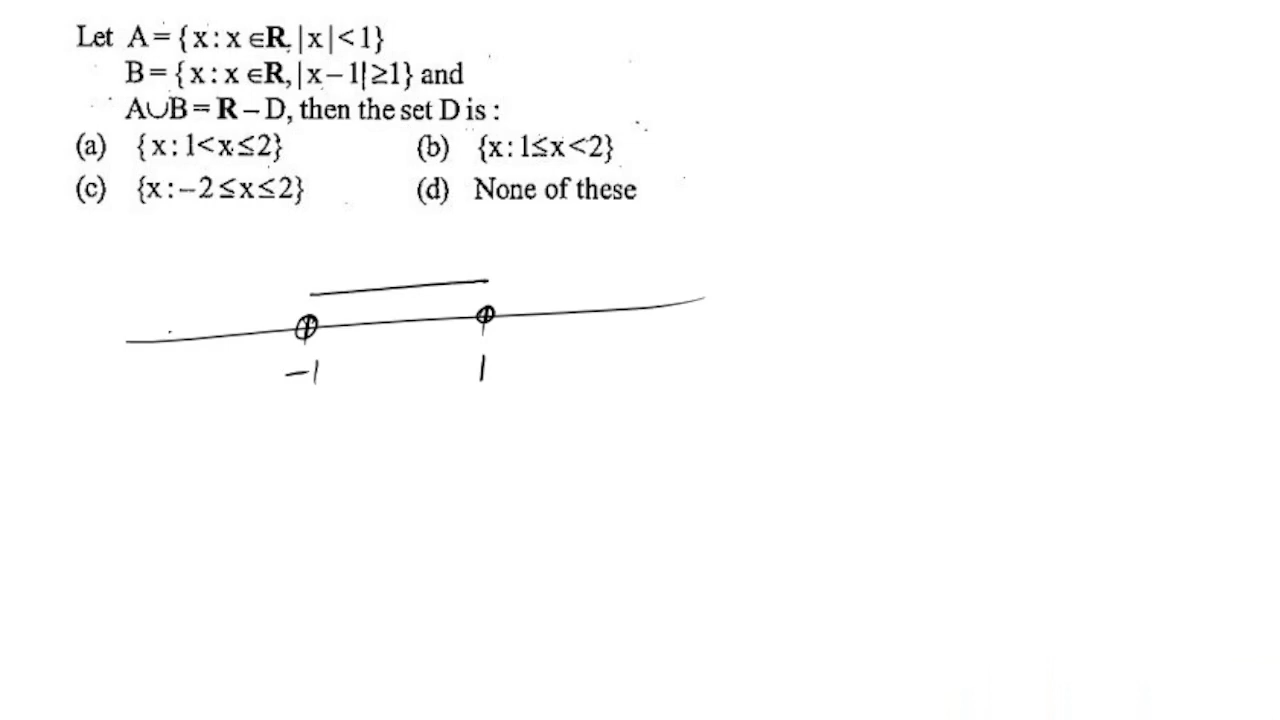 Let A = {x : x ∈ R, |x| < 1}
B = {x : x ∈ R, |x – 1| ≥ 1} and
A∪B = R – D, then the set D is :
(a) {x : 1 < x ≤ 2} (b) {x : 1 ≤ x < 2}
(c) {x : – 2 ≤ x ≤ 2} (d) None of these
–1 1